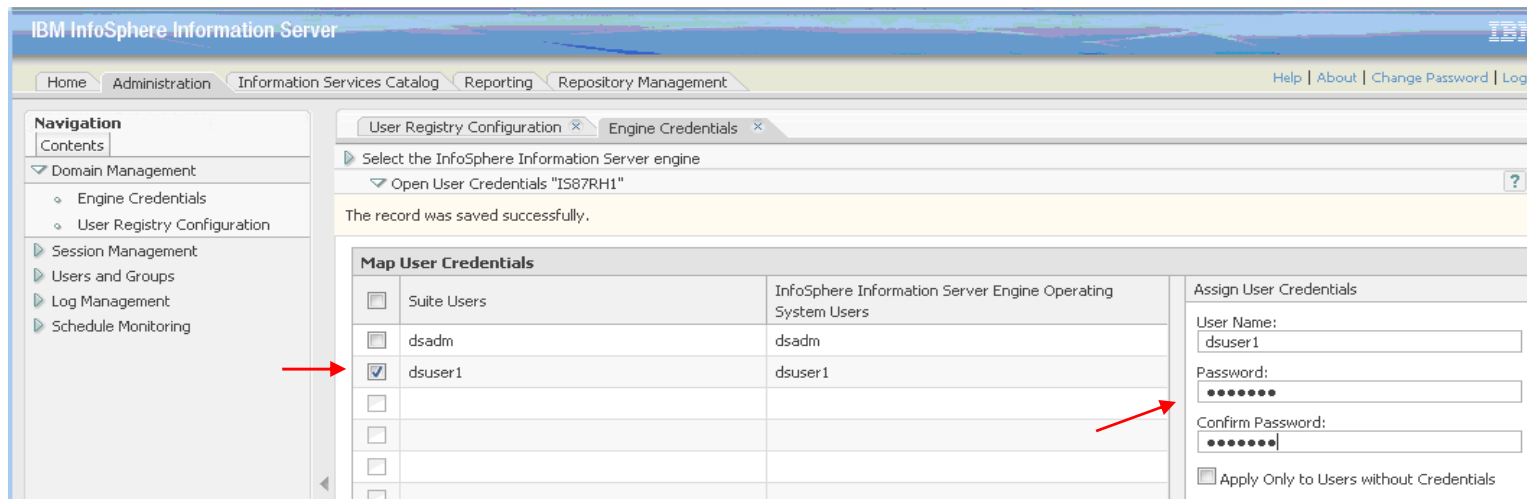 IBM InfoSphere Information Server
IBM
Home Administration Information Services Catalog Reporting Repository Management
Help | About | Change Password | Log
Navigation
Contents
Domain Management
Engine Credentials
User Registry Configuration
Session Management
Users and Groups
Log Management
Schedule Monitoring
User Registry Configuration Engine Credentials
Select the InfoSphere Information Server engine
Open User Credentials "IS87RH1"
?
The record was saved successfully.
Map User Credentials
Suite Users
InfoSphere Information Server Engine Operating
System Users
dsadm dsadm
dsuser1 dsuser1
Assign User Credentials
User Name:
dsuser1
Password:
•••••••
Confirm Password:
•••••••
Apply Only to Users without Credentials